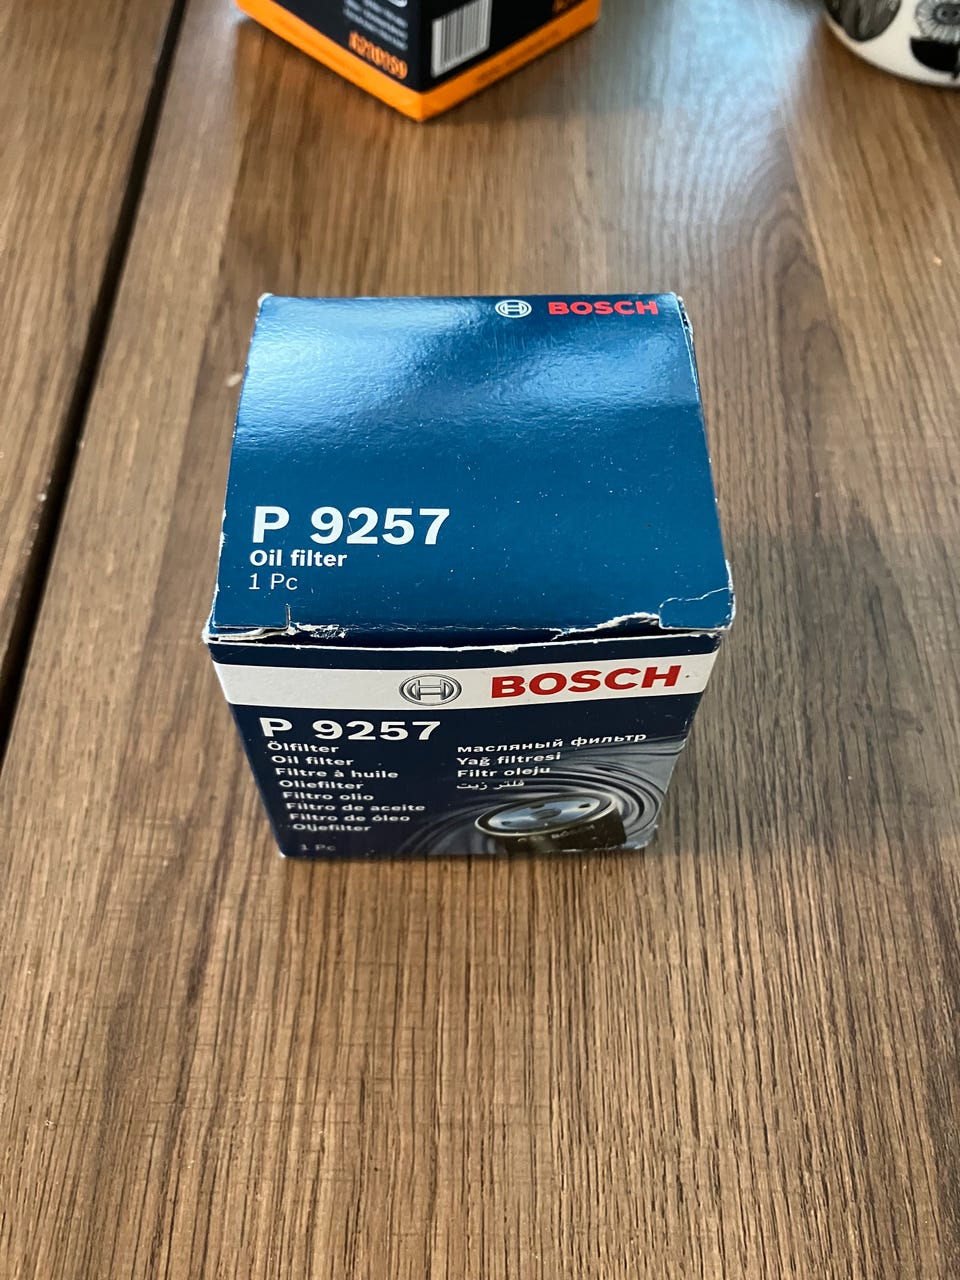 BOSCH
P 9257
Oil filter
1 Pc
BOSCH
P 9257
Ölfilter
Oil filter
Filtre à huile
Oliefilter
Filtro olio
Filtro de aceite
Filtro de óleo
Oljefilter
1 Pc
масляный фильтр
Yağ filtresi
Filtr oleju
فلتر زيت
BOSCH